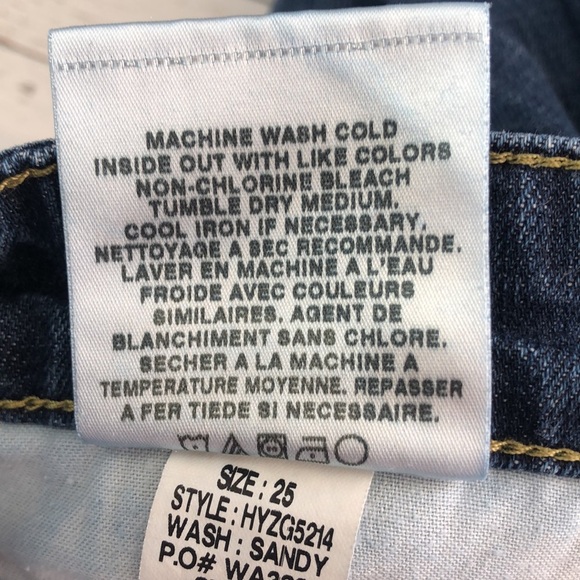 MACHINE WASH COLD
INSIDE OUT WITH LIKE COLORS
NON-CHLORINE BLEACH
TUMBLE DRY MEDIUM.
COOL IRON IF NECESSARY.
NETTOYAGE A SEC RECOMMANDE.
LAVER EN MACHINE A L'EAU
FROIDE AVEC COULEURS
SIMILAIRES. AGENT DE
BLANCHIMENT SANS CHLORE.
SECHER A LA MACHINE A
TEMPERATURE MOYENNE. REPASSER
A FER TIEDE SI NECESSAIRE.
SIZE : 25
STYLE : HYZG5214
WASH : SANDY
P.O#